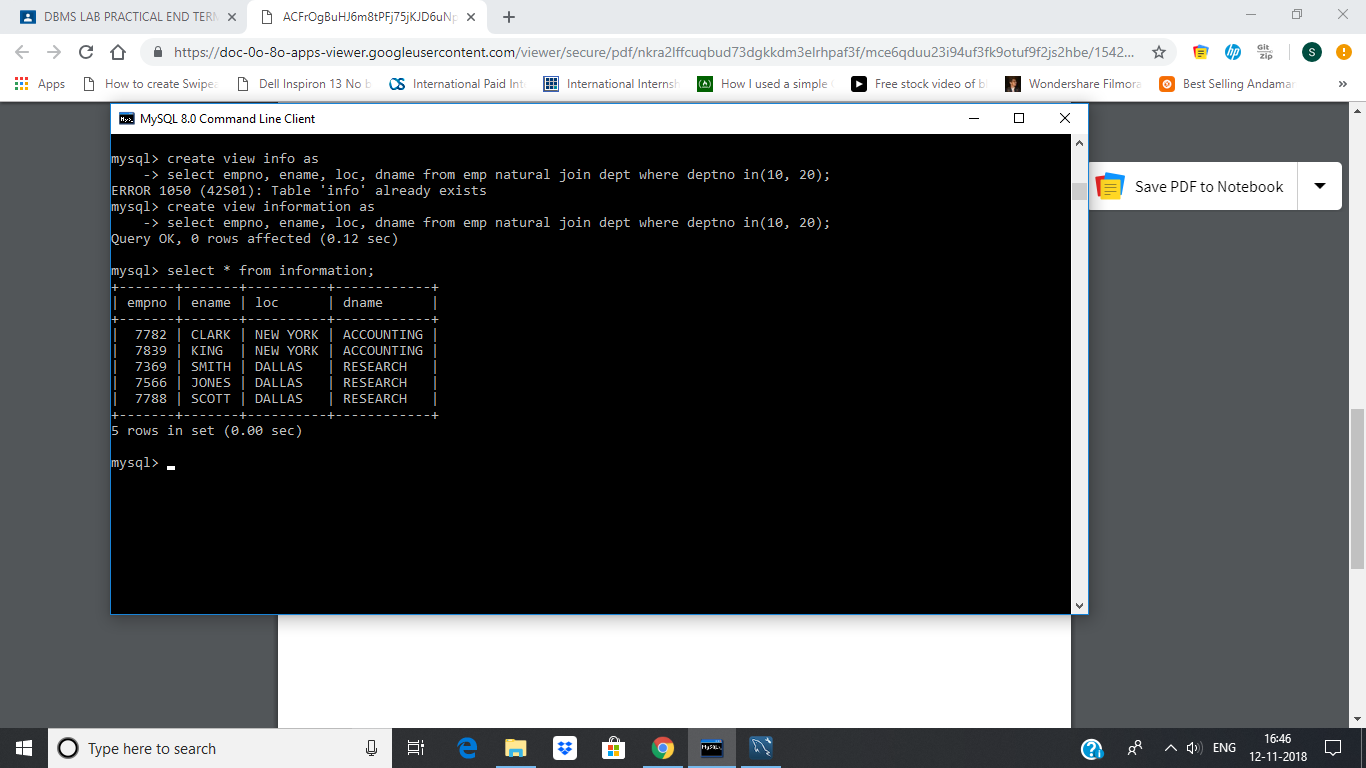 DBMS LAB PRACTICAL END TERM
ACFrOgBuHJ6m8tPFj75jKJD6uNp
https://doc-0o-8o-apps-viewer.googleusercontent.com/viewer/secure/pdf/nkra2lffcuqbud73dgkkdm3elrhpaf3f/mce6qduu23i94uf3fk9otuf9f2js2hbe/1542...
Git Zip
S
Apps
How to create Swipea
Dell Inspiron 13 No b
International Paid Int
International Internsh
How I used a simple
Free stock video of b
Wondershare Filmora
Best Selling Andaman
»
MySQL 8.0 Command Line Client
mysql> create view info as
    -> select empno, ename, loc, dname from emp natural join dept where deptno in(10, 20);
ERROR 1050 (42S01): Table 'info' already exists
mysql> create view information as
    -> select empno, ename, loc, dname from emp natural join dept where deptno in(10, 20);
Query OK, 0 rows affected (0.12 sec)
mysql> select * from information;
+-------+-------+----------+------------+
| empno | ename | loc      | dname      |
+-------+-------+----------+------------+
|  7782 | CLARK | NEW YORK | ACCOUNTING |
|  7839 | KING  | NEW YORK | ACCOUNTING |
|  7369 | SMITH | DALLAS   | RESEARCH   |
|  7566 | JONES | DALLAS   | RESEARCH   |
|  7788 | SCOTT | DALLAS   | RESEARCH   |
+-------+-------+----------+------------+
5 rows in set (0.00 sec)
mysql>
Save PDF to Notebook
Type here to search
ENG
16:46
12-11-2018